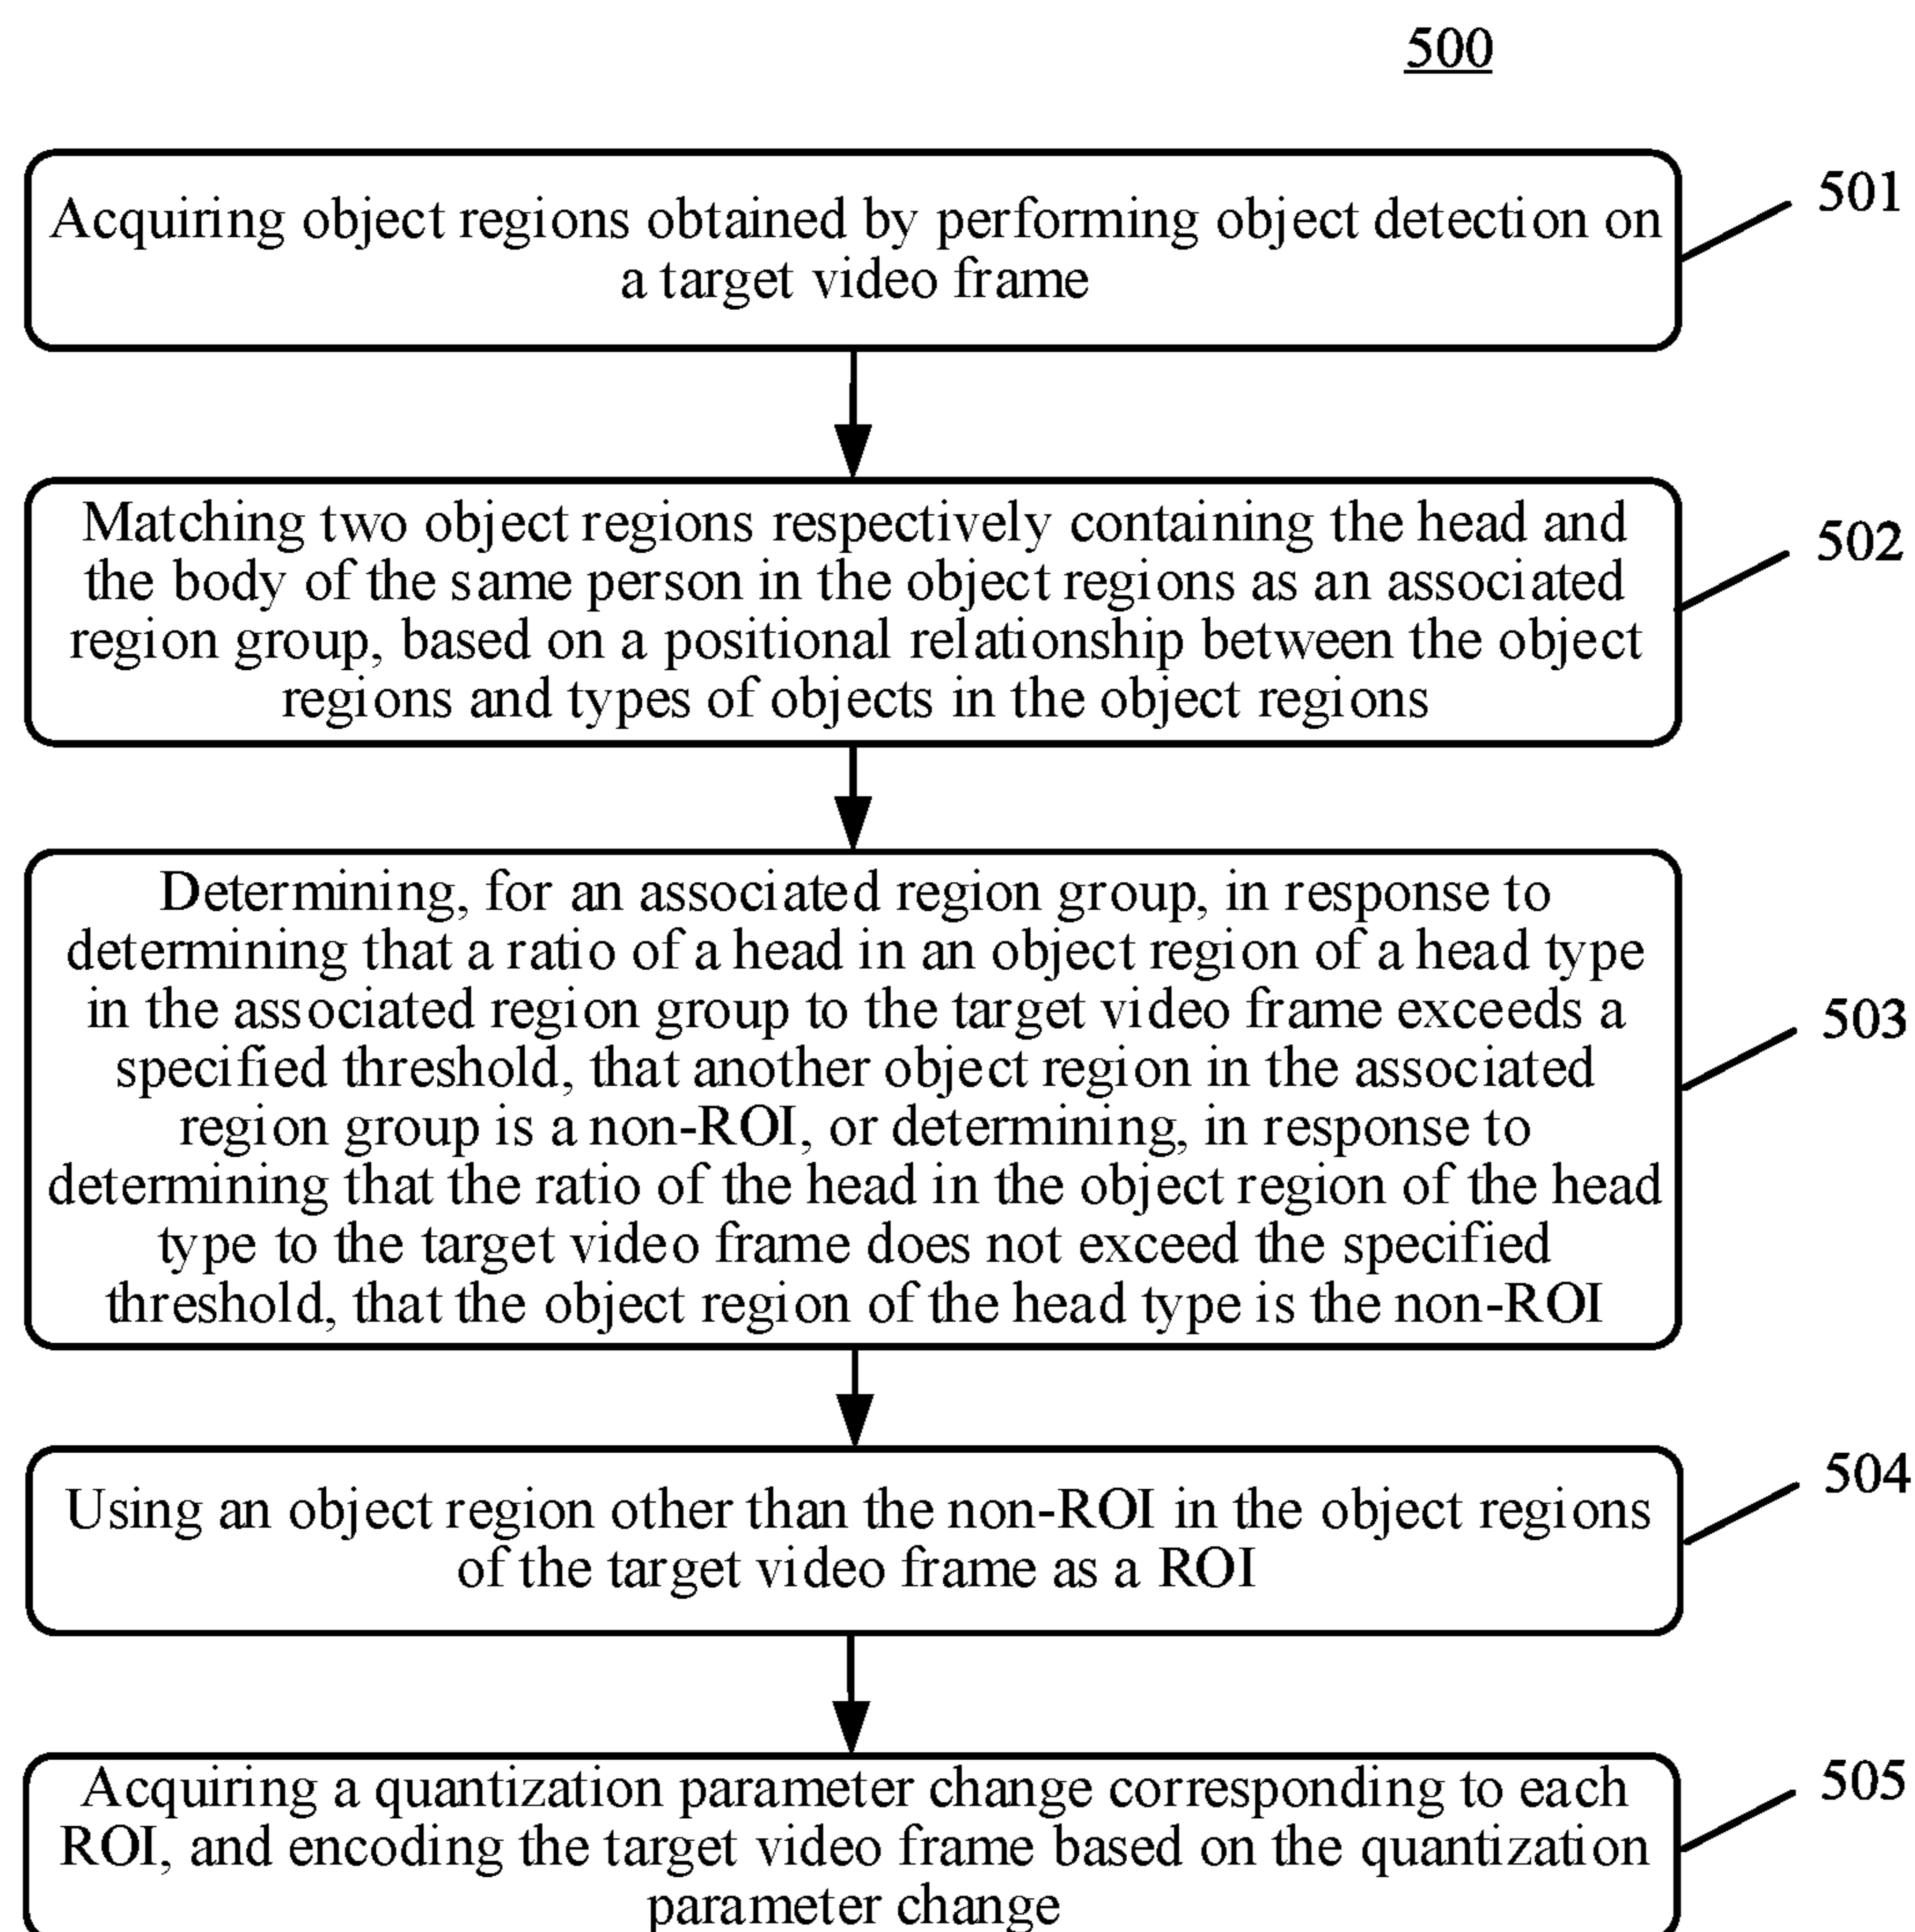 500
Acquiring object regions obtained by performing object detection on
a target video frame
501
Matching two object regions respectively containing the head and
the body of the same person in the object regions as an associated
region group, based on a positional relationship between the object
regions and types of objects in the object regions
502
Determining, for an associated region group, in response to
determining that a ratio of a head in an object region of a head type
in the associated region group to the target video frame exceeds a
specified threshold, that another object region in the associated
region group is a non-ROI, or determining, in response to
determining that the ratio of the head in the object region of the head
type to the target video frame does not exceed the specified
threshold, that the object region of the head type is the non-ROI
503
Using an object region other than the non-ROI in the object regions
of the target video frame as a ROI
504
Acquiring a quantization parameter change corresponding to each
ROI, and encoding the target video frame based on the quantization
parameter change
505